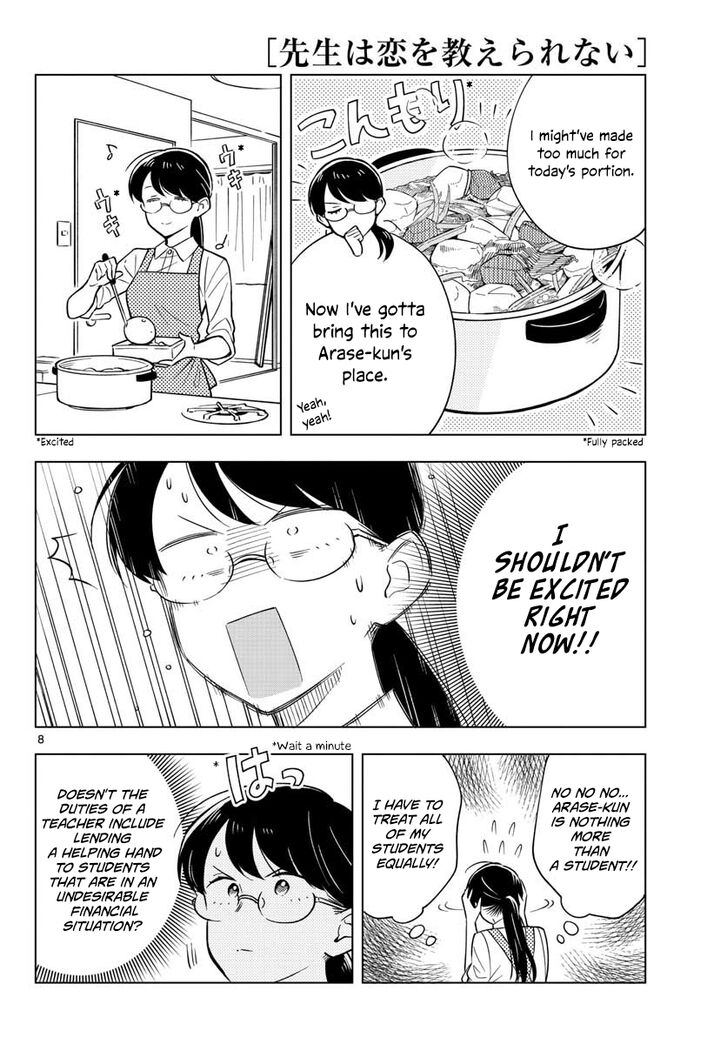 [先生は恋を教えられない]
I might've made
too much for
today's portion.
こんもり*
Now I've gotta
bring this to
Arase-kun's
place.
Yeah,
yeah!
*Fully packed
ウキ*
ウキ*
*Excited
I
SHOULDN'T
BE EXCITED
RIGHT
NOW!!
8
NO NO NO...
ARASE-KUN
IS NOTHING
MORE
THAN
A STUDENT!!
I HAVE TO
TREAT ALL
OF MY
STUDENTS
EQUALLY!
*Wait a minute
*
はっ
DOESN'T THE
DUTIES OF A
TEACHER INCLUDE
LENDING
A HELPING HAND
TO STUDENTS
THAT ARE IN AN
UNDESIRABLE
FINANCIAL
SITUATION?